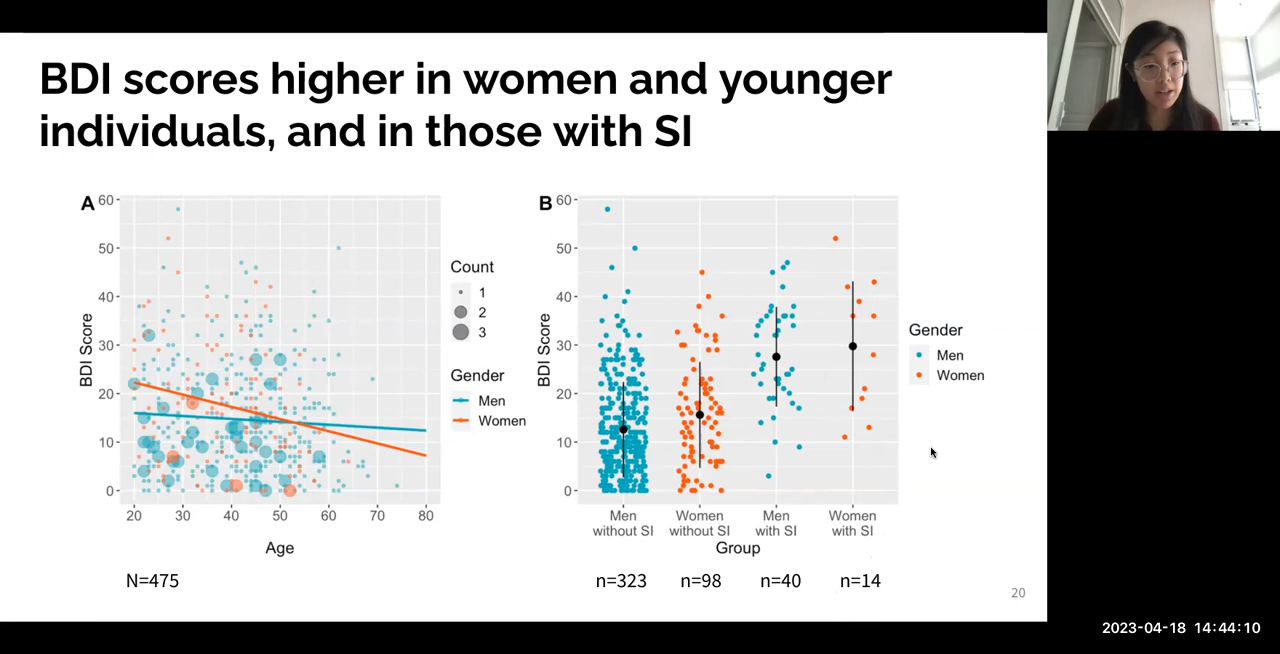 BDI scores higher in women and younger
individuals, and in those with SI
A
60
50
40
30
20
10
0
BDI Score
20 30 40 50 60 70 80
Age
Count
1
2
3
Gender
Men
Women
N=475
B
60
50
40
30
20
10
0
BDI Score
Men Women Men Women
without SI without SI with SI with SI
Group
Gender
Men
Women
n=323 n=98 n=40 n=14
20
2023-04-18 14:44:10